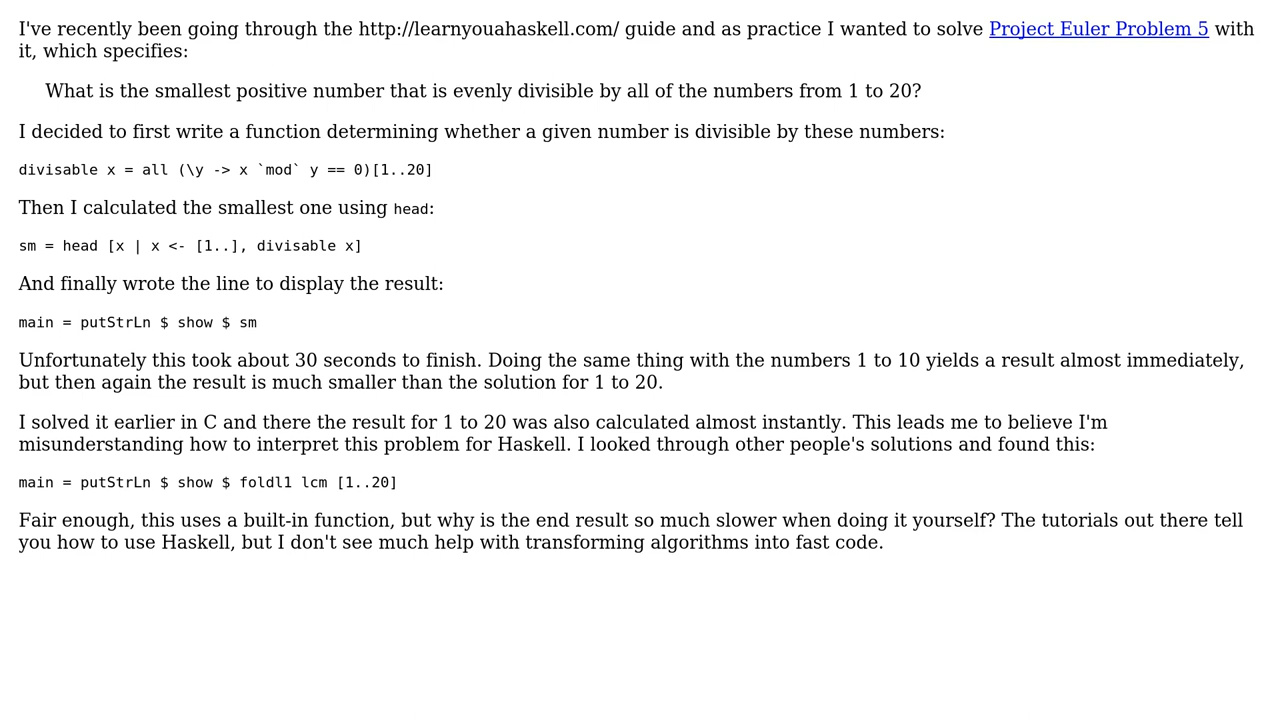 I've recently been going through the http://learnyouahaskell.com/ guide and as practice I wanted to solve Project Euler Problem 5 with
it, which specifies:
What is the smallest positive number that is evenly divisible by all of the numbers from 1 to 20?
I decided to first write a function determining whether a given number is divisible by these numbers:
divisable x = all (\y -> x `mod` y == 0)[1..20]
Then I calculated the smallest one using head:
sm = head [x | x <- [1..], divisable x]
And finally wrote the line to display the result:
main = putStrLn $ show $ sm
Unfortunately this took about 30 seconds to finish. Doing the same thing with the numbers 1 to 10 yields a result almost immediately,
but then again the result is much smaller than the solution for 1 to 20.
I solved it earlier in C and there the result for 1 to 20 was also calculated almost instantly. This leads me to believe I'm
misunderstanding how to interpret this problem for Haskell. I looked through other people's solutions and found this:
main = putStrLn $ show $ foldl1 lcm [1..20]
Fair enough, this uses a built-in function, but why is the end result so much slower when doing it yourself? The tutorials out there tell
you how to use Haskell, but I don't see much help with transforming algorithms into fast code.